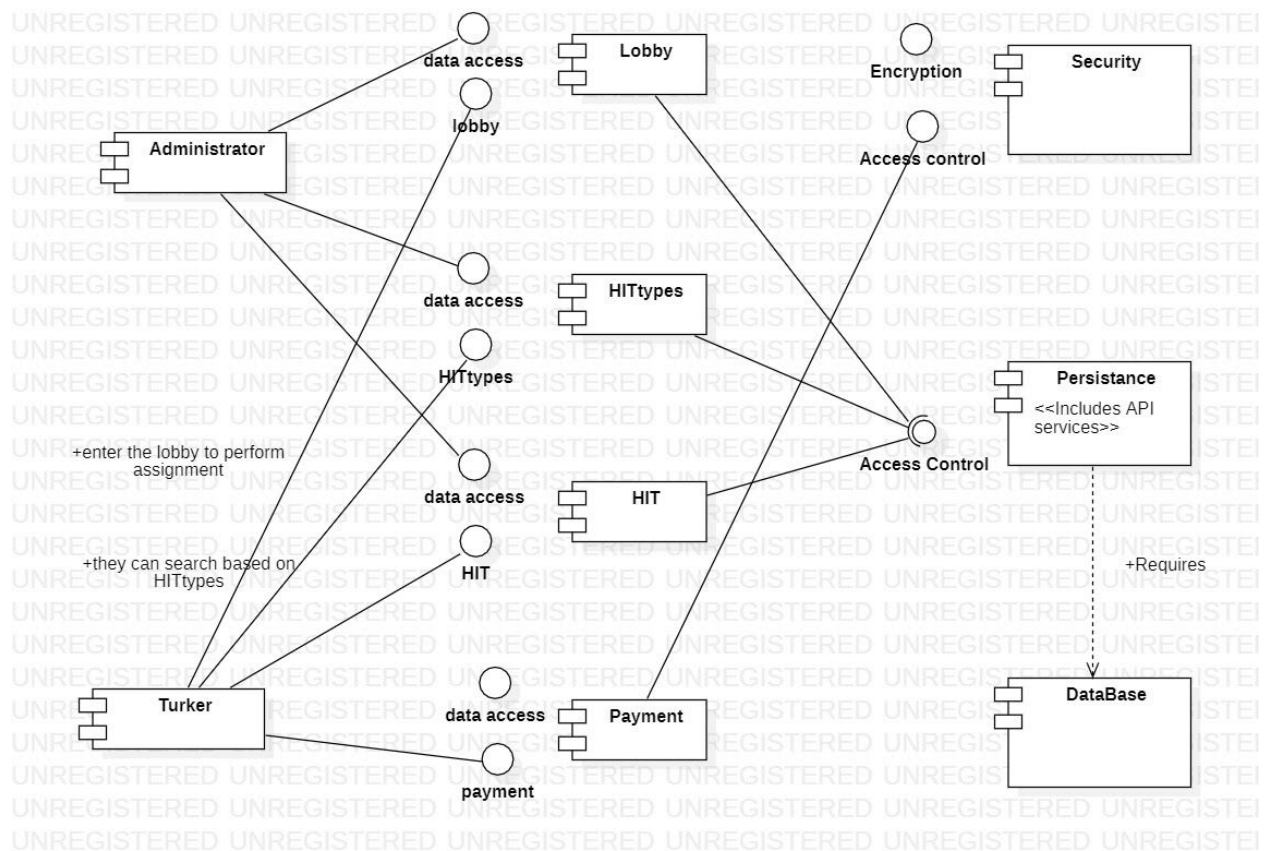 data access
Lobby
Encryption
Security
lobby
Administrator
Access control
data access
HITtypes
HITtypes
Persistance
<<Includes API
services>>
+enter the lobby to perform
assignment
data access
HIT
Access Control
+they can search based on
HITtypes
HIT
+Requires
Turker
data access
Payment
DataBase
payment
UNREGISTERED